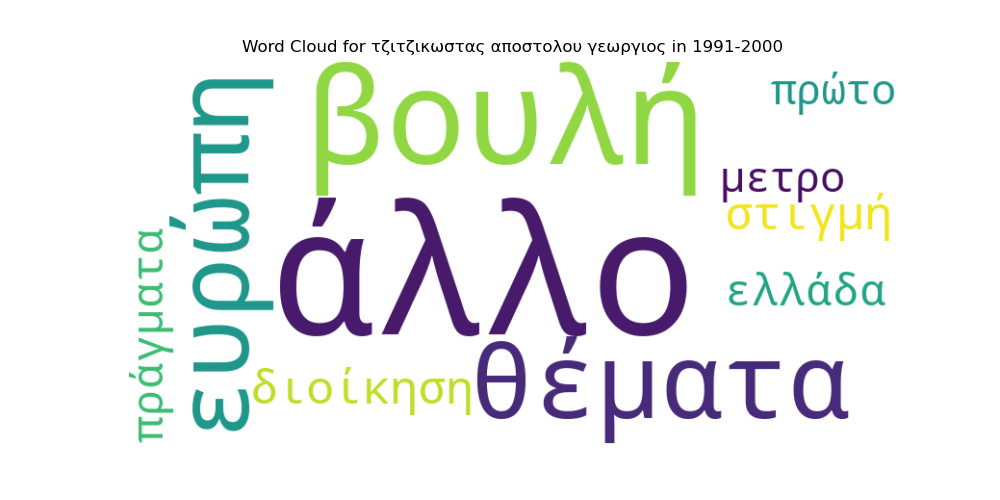 Word Cloud for τζιτζικωστας αποστολου γεωργιος in 1991-2000
βουλή
πρώτο
ευρώπη
μετρο
στιγμή
άλλο
πράγματα
ελλάδα
θέματα
διοίκηση